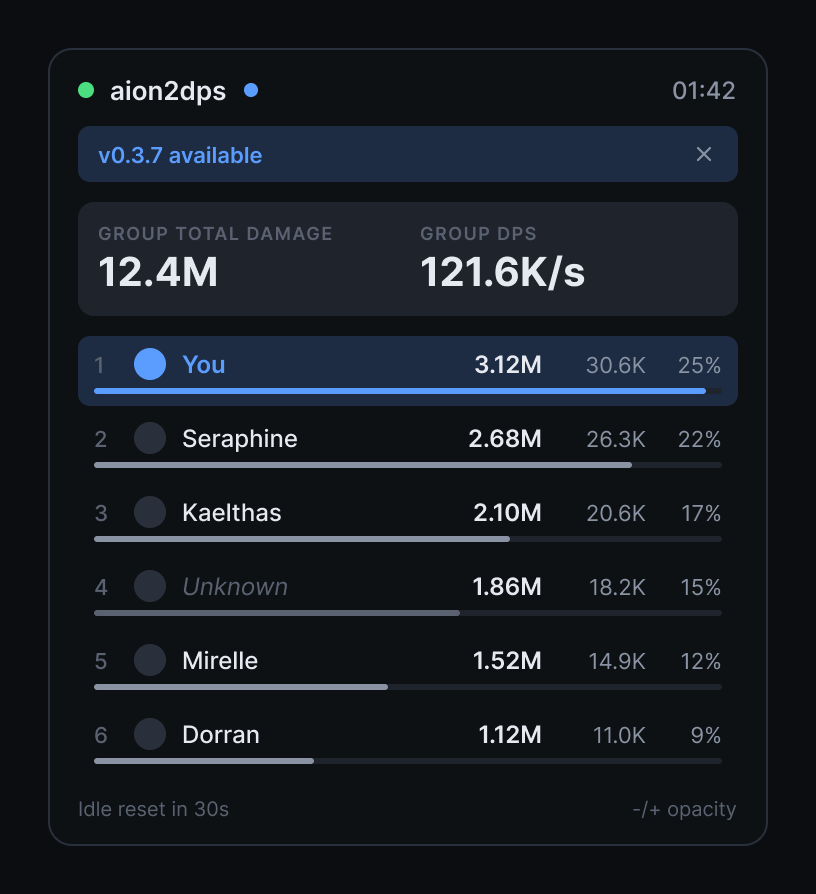 aion2dps 01:42
v0.3.7 available ×
GROUP TOTAL DAMAGE GROUP DPS
12.4M 121.6K/s
1 You 3.12M 30.6K 25%
2 Seraphine 2.68M 26.3K 22%
3 Kaelthas 2.10M 20.6K 17%
4 Unknown 1.86M 18.2K 15%
5 Mirelle 1.52M 14.9K 12%
6 Dorran 1.12M 11.0K 9%
Idle reset in 30s -/+ opacity